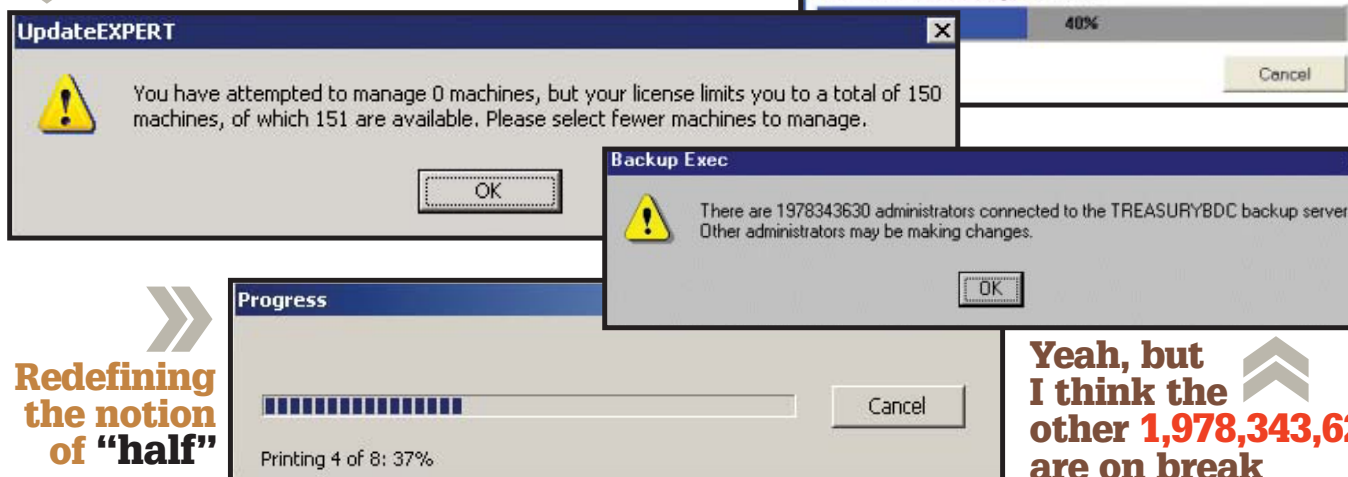 40%
Cancel
UpdateEXPERT
You have attempted to manage 0 machines, but your license limits you to a total of 150
machines, of which 151 are available. Please select fewer machines to manage.
OK
Backup Exec
There are 1978343630 administrators connected to the TREASURYBDC backup server
Other administrators may be making changes.
OK
Progress
Cancel
Printing 4 of 8: 37%
Redefining
the notion
of “half”
Yeah, but
I think the
other
are on break